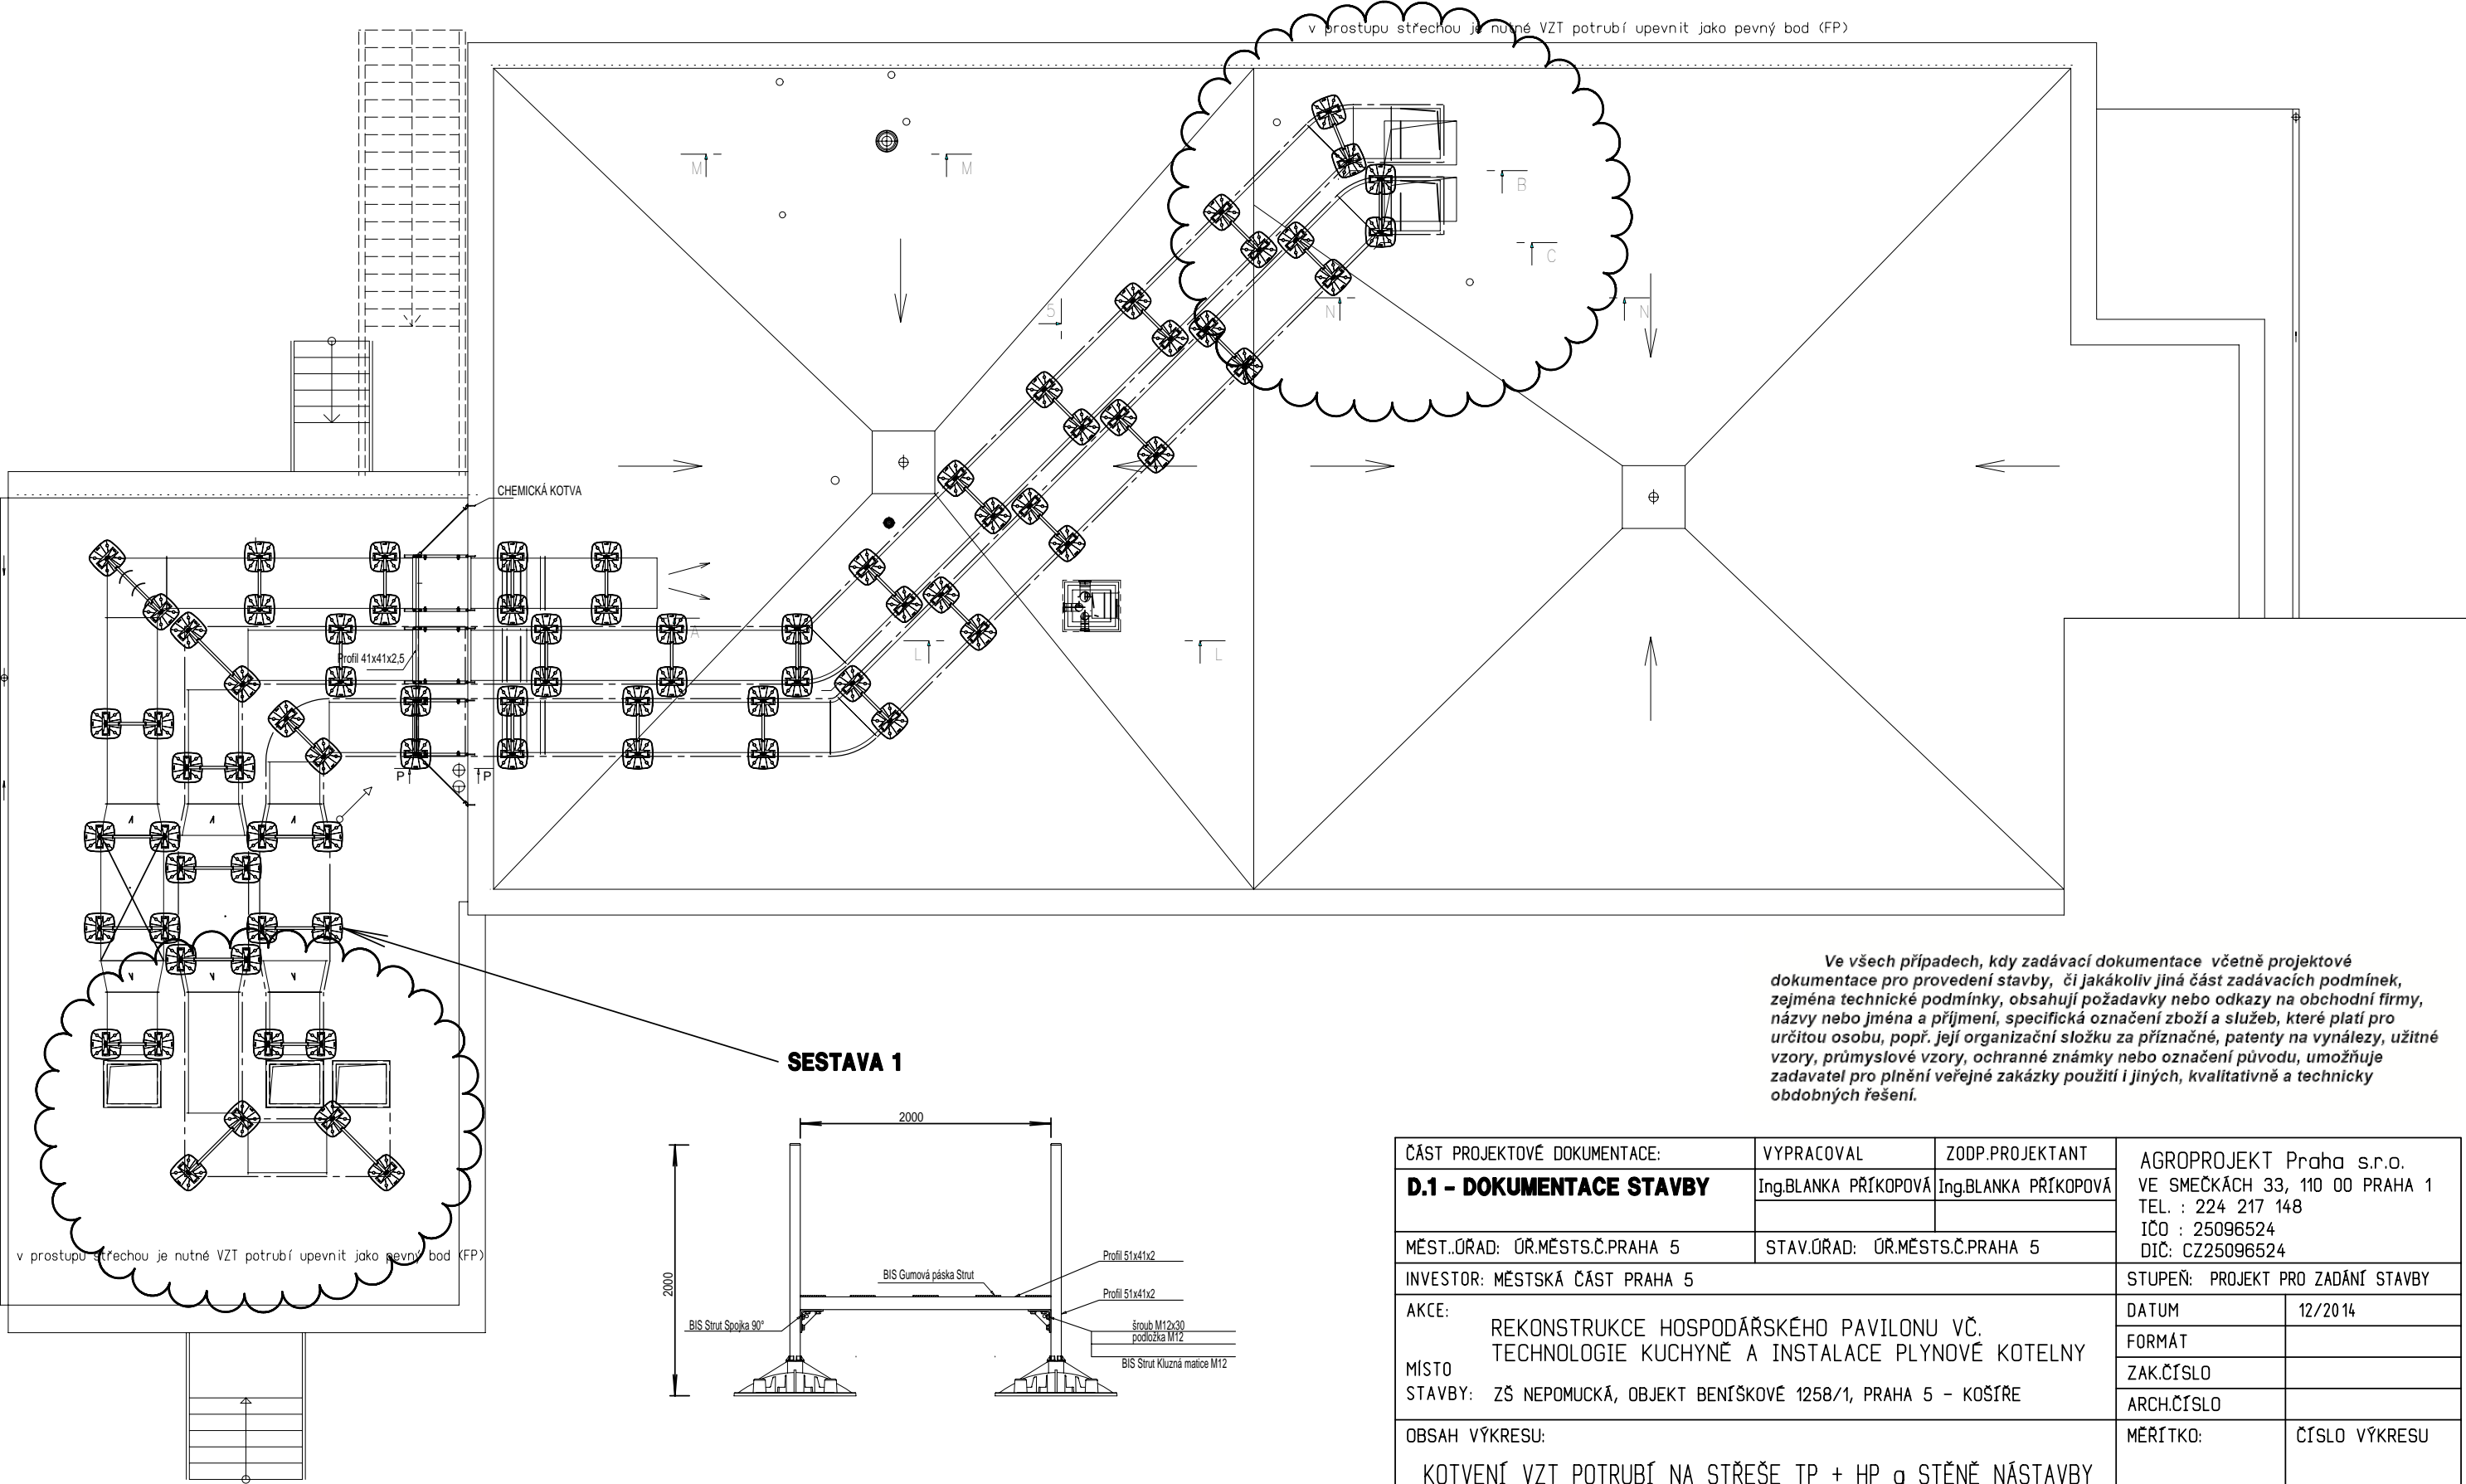 v prostupu střechou je nutné VZT potrubí upevnit jako pevný bod (FP)
M
M
B
C
5
N
N
CHEMICKÁ KOTVA
A
Profil 41x41x2,5
L
L
P
P
SESTAVA 1
v prostupu střechou je nutné VZT potrubí upevnit jako pevný bod (FP)
2000
2000
Profil 51x41x2
BIS Gumová páska Strut
Profil 51x41x2
BIS Strut Spojka 90°
šroub M12x30
podložka M12
BIS Strut Kluzná matice M12
Ve všech případech, kdy zadávací dokumentace včetně projektové
dokumentace pro provedení stavby, či jakákoliv jiná část zadávacích podmínek,
zejména technické podmínky, obsahují požadavky nebo odkazy na obchodní firmy,
názvy nebo jména a příjmení, specifická označení zboží a služeb, které platí pro
určitou osobu, popř. její organizační složku za příznačné, patenty na vynálezy, užitné
vzory, průmyslové vzory, ochranné známky nebo označení původu, umožňuje
zadavatel pro plnění veřejné zakázky použití i jiných, kvalitativně a technicky
obdobných řešení.
ČÁST PROJEKTOVÉ DOKUMENTACE:
D.1 - DOKUMENTACE STAVBY
VYPRACOVAL
Ing.BLANKA PŘÍKOPOVÁ
ZODP.PROJEKTANT
Ing.BLANKA PŘÍKOPOVÁ
AGROPROJEKT Praha s.r.o.
VE SMEČKÁCH 33, 110 00 PRAHA 1
TEL. : 224 217 148
IČO : 25096524
DIČ: CZ25096524
MĚST..ÚŘAD: ÚŘ.MĚSTS.Č.PRAHA 5
STAV.ÚŘAD: ÚŘ.MĚSTS.Č.PRAHA 5
INVESTOR: MĚSTSKÁ ČÁST PRAHA 5
STUPEŇ: PROJEKT PRO ZADÁNÍ STAVBY
AKCE:
REKONSTRUKCE HOSPODÁŘSKÉHO PAVILONU VČ.
TECHNOLOGIE KUCHYNĚ A INSTALACE PLYNOVÉ KOTELNY
MÍSTO
STAVBY: ZŠ NEPOMUCKÁ, OBJEKT BENÍŠKOVÉ 1258/1, PRAHA 5 - KOŠÍŘE
DATUM 12/2014
FORMÁT
ZAK.ČÍSLO
ARCH.ČÍSLO
OBSAH VÝKRESU:
KOTVENÍ VZT POTRUBÍ NA STŘEŠE TP + HP a STĚNĚ NÁSTAVBY
MĚŘÍTKO:
ČÍSLO VÝKRESU